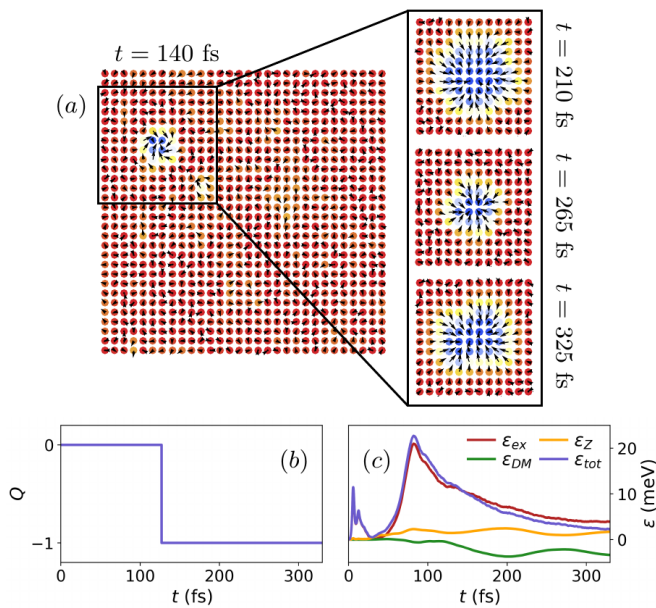 t = 140 fs
(a)
t = 210 fs
t = 265 fs
t = 325 fs
(b)
0
−1
Q
0 100 200 300
t (fs)
(c)
ε_ex ε_Z
ε_DM ε_tot
20
10
0
ε (meV)
0 100 200 300
t (fs)